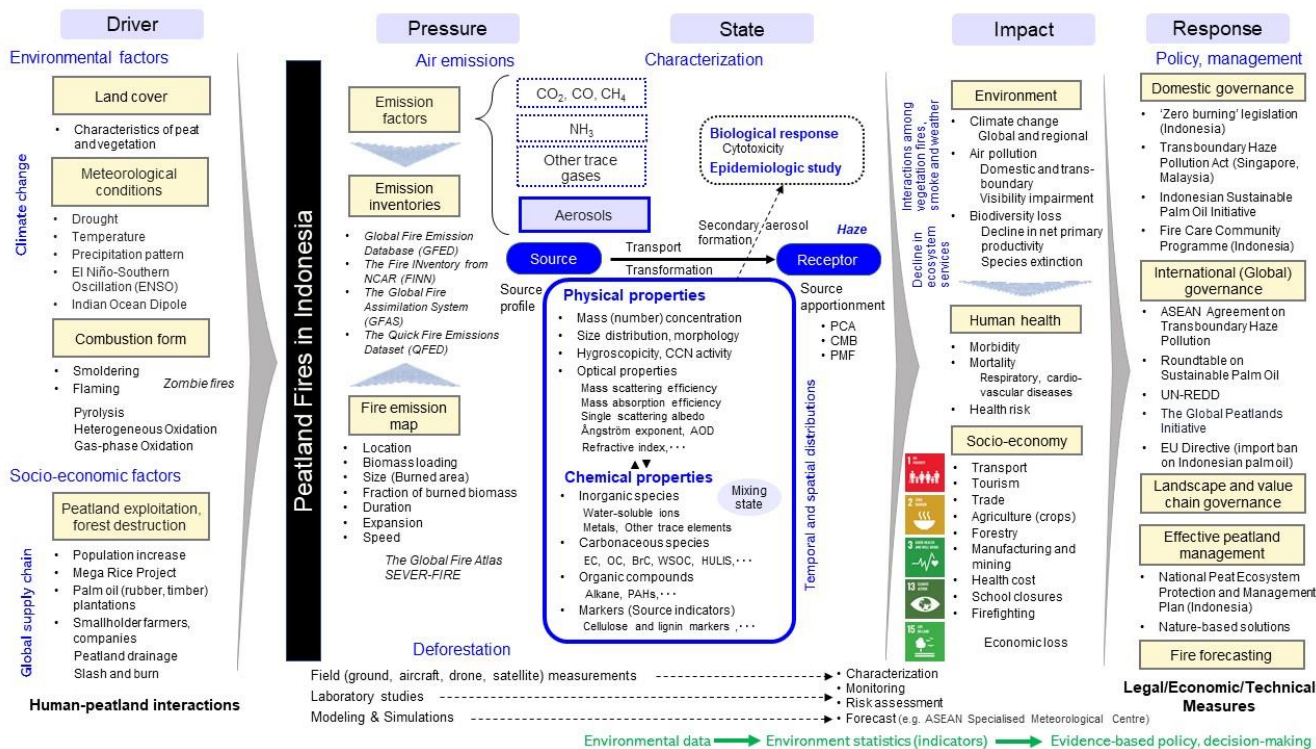 Driver
Environmental factors
Climate change
Land cover
• Characteristics of peat
and vegetation
Meteorological
conditions
• Drought
• Temperature
• Precipitation pattern
• El Niño-Southern
Oscillation (ENSO)
• Indian Ocean Dipole
Combustion form
• Smoldering
• Flaming
Zombie fires
Pyrolysis
Heterogeneous Oxidation
Gas-phase Oxidation
Socio-economic factors
Global supply chain
Peatland exploitation,
forest destruction
• Population increase
• Mega Rice Project
• Palm oil (rubber, timber)
plantations
• Smallholder farmers,
companies
Peatland drainage
Slash and burn
Human-peatland interactions
Peatland Fires in Indonesia
Pressure
Air emissions
Emission
factors
Emission
inventories
• Global Fire Emission
Database (GFED)
• The Fire INventory from
NCAR (FINN)
• The Global Fire
Assimilation System
(GFAS)
• The Quick Fire Emissions
Dataset (QFED)
Fire emission
map
• Location
• Biomass loading
• Size (Burned area)
• Fraction of burned biomass
• Duration
• Expansion
• Speed
The Global Fire Atlas
SEVER-FIRE
Deforestation
State
Characterization
CO2, CO, CH4
NH3
Other trace
gases
Aerosols
Biological response
Cytotoxicity
Epidemiologic study
Secondary aerosol
formation
Haze
Source
Transport
Transformation
Receptor
Source
profile
Source
apportionment
• PCA
• CMB
• PMF
Physical properties
• Mass (number) concentration
• Size distribution, morphology
• Hygroscopicity, CCN activity
• Optical properties
Mass scattering efficiency
Mass absorption efficiency
Single scattering albedo
Ångström exponent, AOD
Refractive index,···
▲▼
Chemical properties
Mixing
state
• Inorganic species
Water-soluble ions
Metals, Other trace elements
• Carbonaceous species
EC, OC, BrC, WSOC, HULIS,···
• Organic compounds
Alkane, PAHs,···
• Markers (Source indicators)
Cellulose and lignin markers ,···
Temporal and spatial distributions
Field (ground, aircraft, drone, satellite) measurements
Laboratory studies
Modeling & Simulations
• Characterization
• Monitoring
• Risk assessment
• Forecast (e.g. ASEAN Specialised Meteorological Centre)
Environmental data
Environment statistics (indicators)
Evidence-based policy, decision-making
Impact
Interactions among
vegetation fires,
smoke and weather
Decline in
ecosystem
services
Environment
• Climate change
Global and regional
• Air pollution
Domestic and trans-
boundary
Visibility impairment
• Biodiversity loss
Decline in net primary
productivity
Species extinction
Human health
• Morbidity
• Mortality
Respiratory, cardio-
vascular diseases
• Health risk
Socio-economy
1
2
3
13
15
• Transport
• Tourism
• Trade
• Agriculture (crops)
• Forestry
• Manufacturing and
mining
• Health cost
• School closures
• Firefighting
Economic loss
Response
Policy, management
Domestic governance
• ‘Zero burning’ legislation
(Indonesia)
• Transboundary Haze
Pollution Act (Singapore,
Malaysia)
• Indonesian Sustainable
Palm Oil Initiative
• Fire Care Community
Programme (Indonesia)
International (Global)
governance
• ASEAN Agreement on
Transboundary Haze
Pollution
• Roundtable on
Sustainable Palm Oil
• UN-REDD
• The Global Peatlands
Initiative
• EU Directive (import ban
on Indonesian palm oil)
Landscape and value
chain governance
Effective peatland
management
• National Peat Ecosystem
Protection and Management
Plan (Indonesia)
• Nature-based solutions
Fire forecasting
Legal/Economic/Technical
Measures